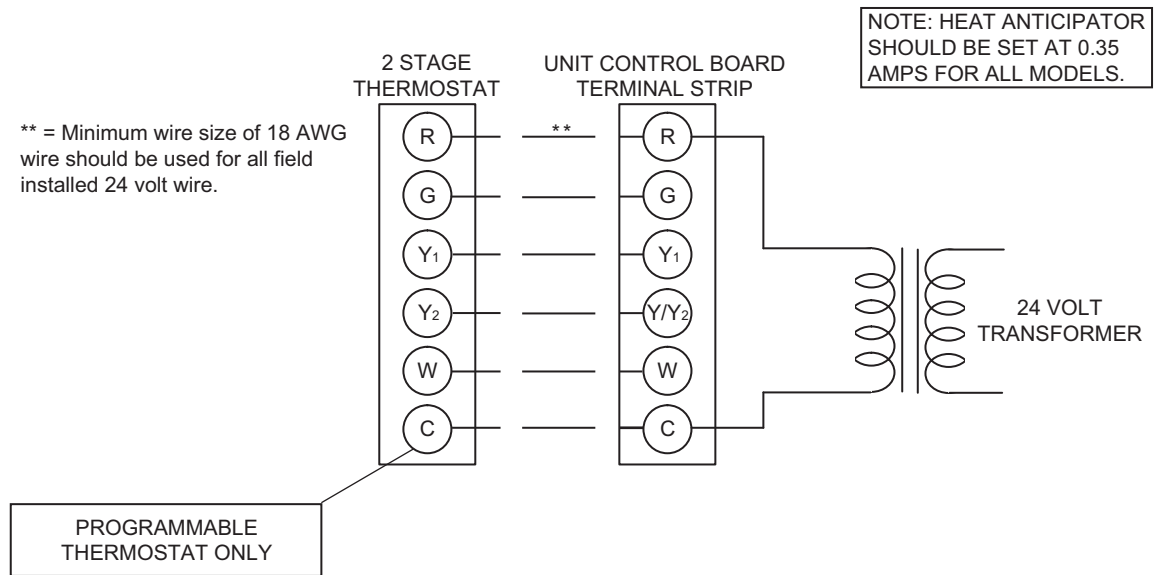 NOTE: HEAT ANTICIPATOR
SHOULD BE SET AT 0.35
AMPS FOR ALL MODELS.
2 STAGE
THERMOSTAT
UNIT CONTROL BOARD
TERMINAL STRIP
** = Minimum wire size of 18 AWG
wire should be used for all field
installed 24 volt wire.
R
**
R
G
G
Y1
Y1
Y2
Y/Y2
W
W
C
C
24 VOLT
TRANSFORMER
PROGRAMMABLE
THERMOSTAT ONLY